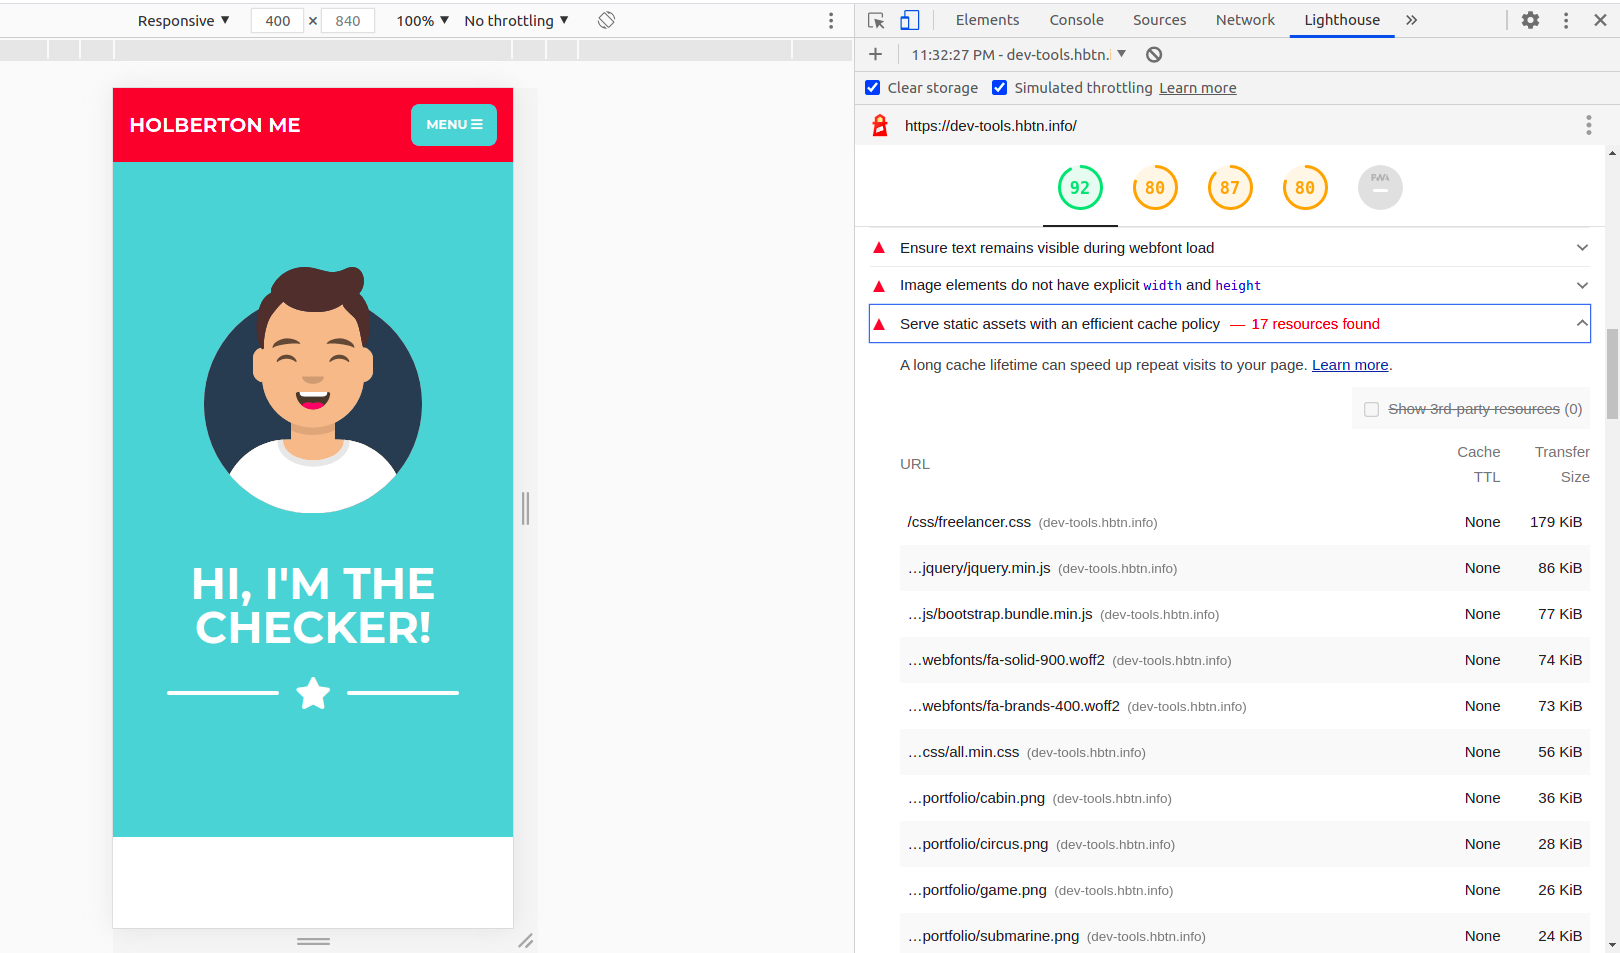 Responsive ▼ 400 × 840 100% ▼ No throttling ▼
Elements Console Sources Network Lighthouse »
+ 11:32:27 PM - dev-tools.hbtn. ▼
Clear storage Simulated throttling Learn more
https://dev-tools.hbtn.info/
HOLBERTON ME
MENU
HI, I'M THE
CHECKER!
92 80 87 80 PWA
Ensure text remains visible during webfont load
Image elements do not have explicit width and height
Serve static assets with an efficient cache policy — 17 resources found
A long cache lifetime can speed up repeat visits to your page. Learn more.
Show 3rd-party resources (0)
URL Cache TTL Transfer Size
/css/freelancer.css (dev-tools.hbtn.info) None 179 KiB
…jquery/jquery.min.js (dev-tools.hbtn.info) None 86 KiB
…js/bootstrap.bundle.min.js (dev-tools.hbtn.info) None 77 KiB
…webfonts/fa-solid-900.woff2 (dev-tools.hbtn.info) None 74 KiB
…webfonts/fa-brands-400.woff2 (dev-tools.hbtn.info) None 73 KiB
…css/all.min.css (dev-tools.hbtn.info) None 56 KiB
…portfolio/cabin.png (dev-tools.hbtn.info) None 36 KiB
…portfolio/circus.png (dev-tools.hbtn.info) None 28 KiB
…portfolio/game.png (dev-tools.hbtn.info) None 26 KiB
…portfolio/submarine.png (dev-tools.hbtn.info) None 24 KiB